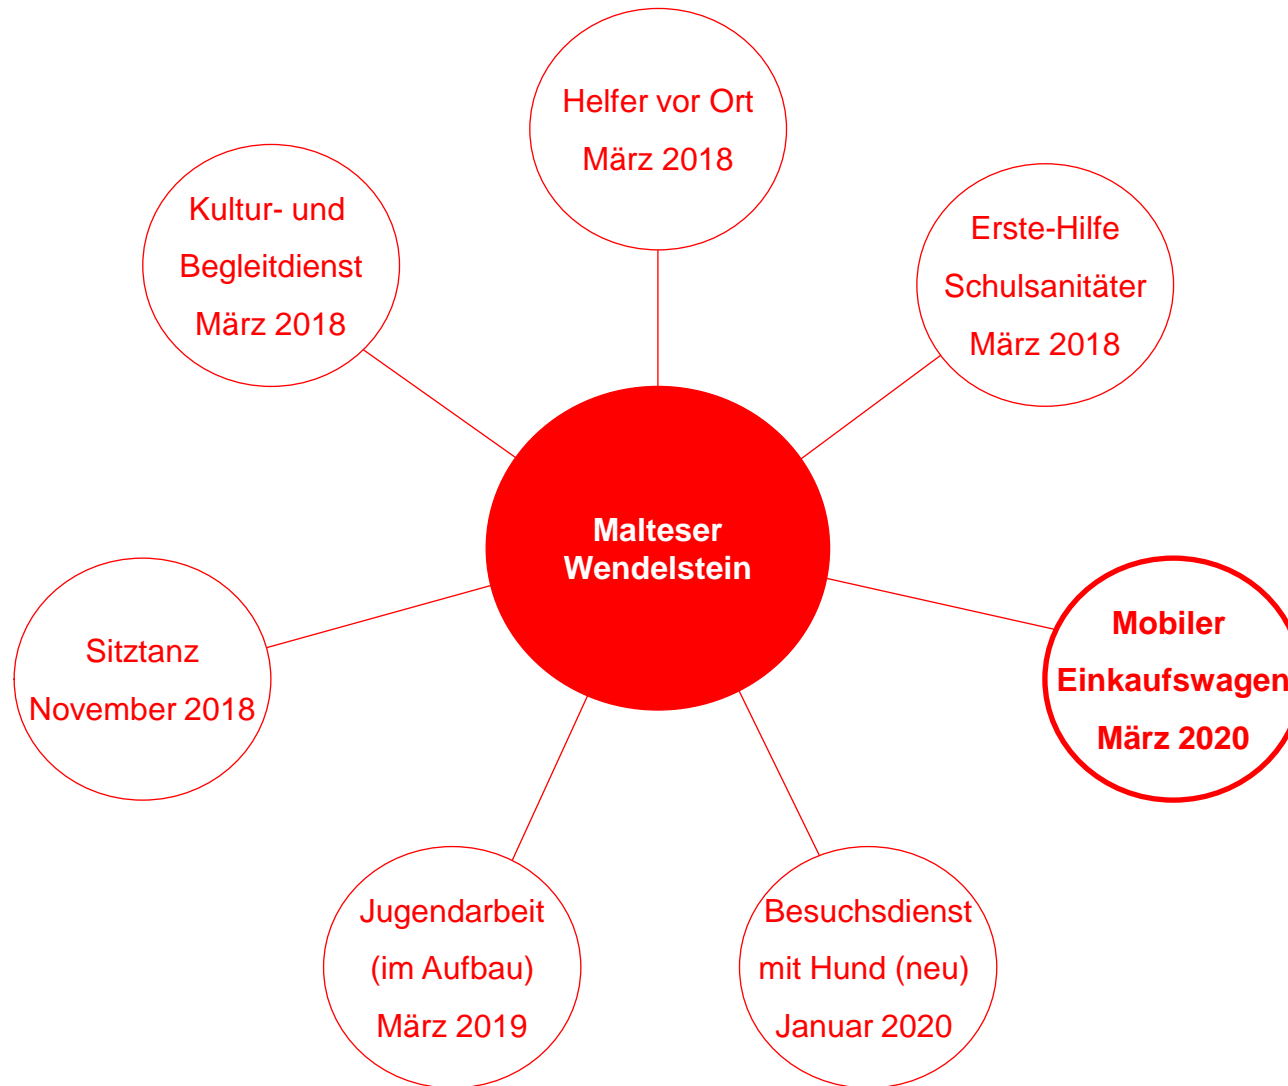 Helfer vor Ort
März 2018
Kultur- und
Begleitdienst
März 2018
Erste-Hilfe
Schulsanitäter
März 2018
Malteser
Wendelstein
Mobiler
Einkaufswagen
März 2020
Sitztanz
November 2018
Jugendarbeit
(im Aufbau)
März 2019
Besuchsdienst
mit Hund (neu)
Januar 2020